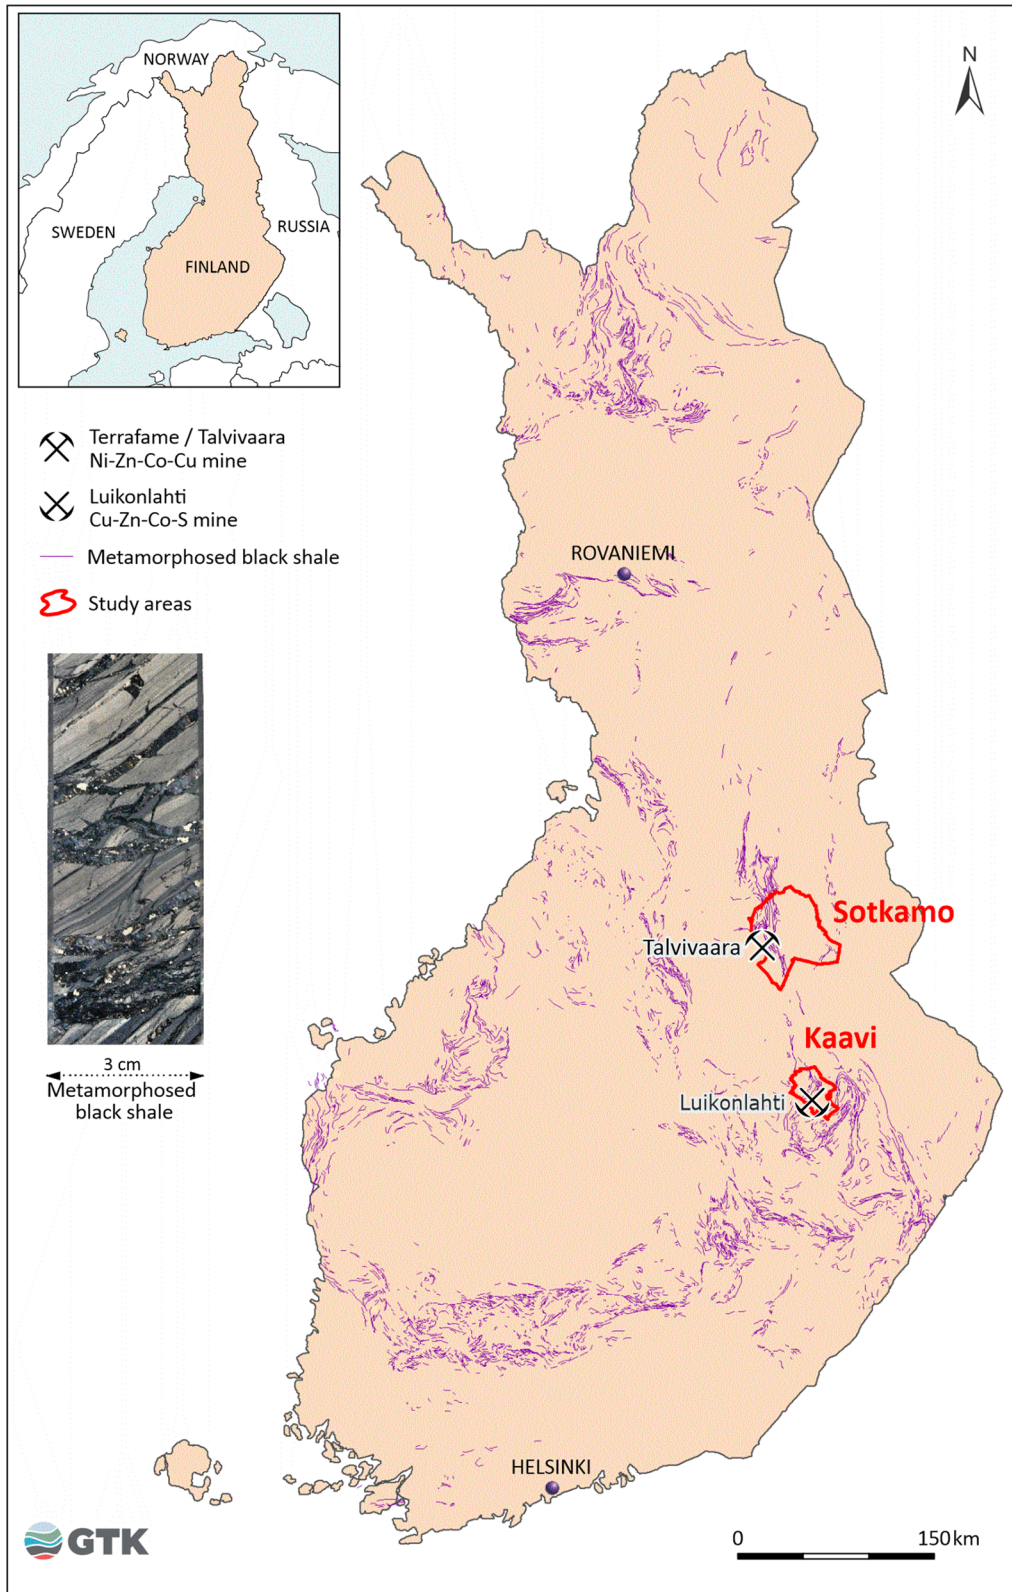 NORWAY
SWEDEN
RUSSIA
FINLAND
N
Terrafame / Talvivaara
Ni-Zn-Co-Cu mine
Luikonlahti
Cu-Zn-Co-S mine
Metamorphosed black shale
Study areas
ROVANIEMI
Sotkamo
Talvivaara
Kaavi
Luikonlahti
3 cm
Metamorphosed
black shale
HELSINKI
GTK
0 150 km